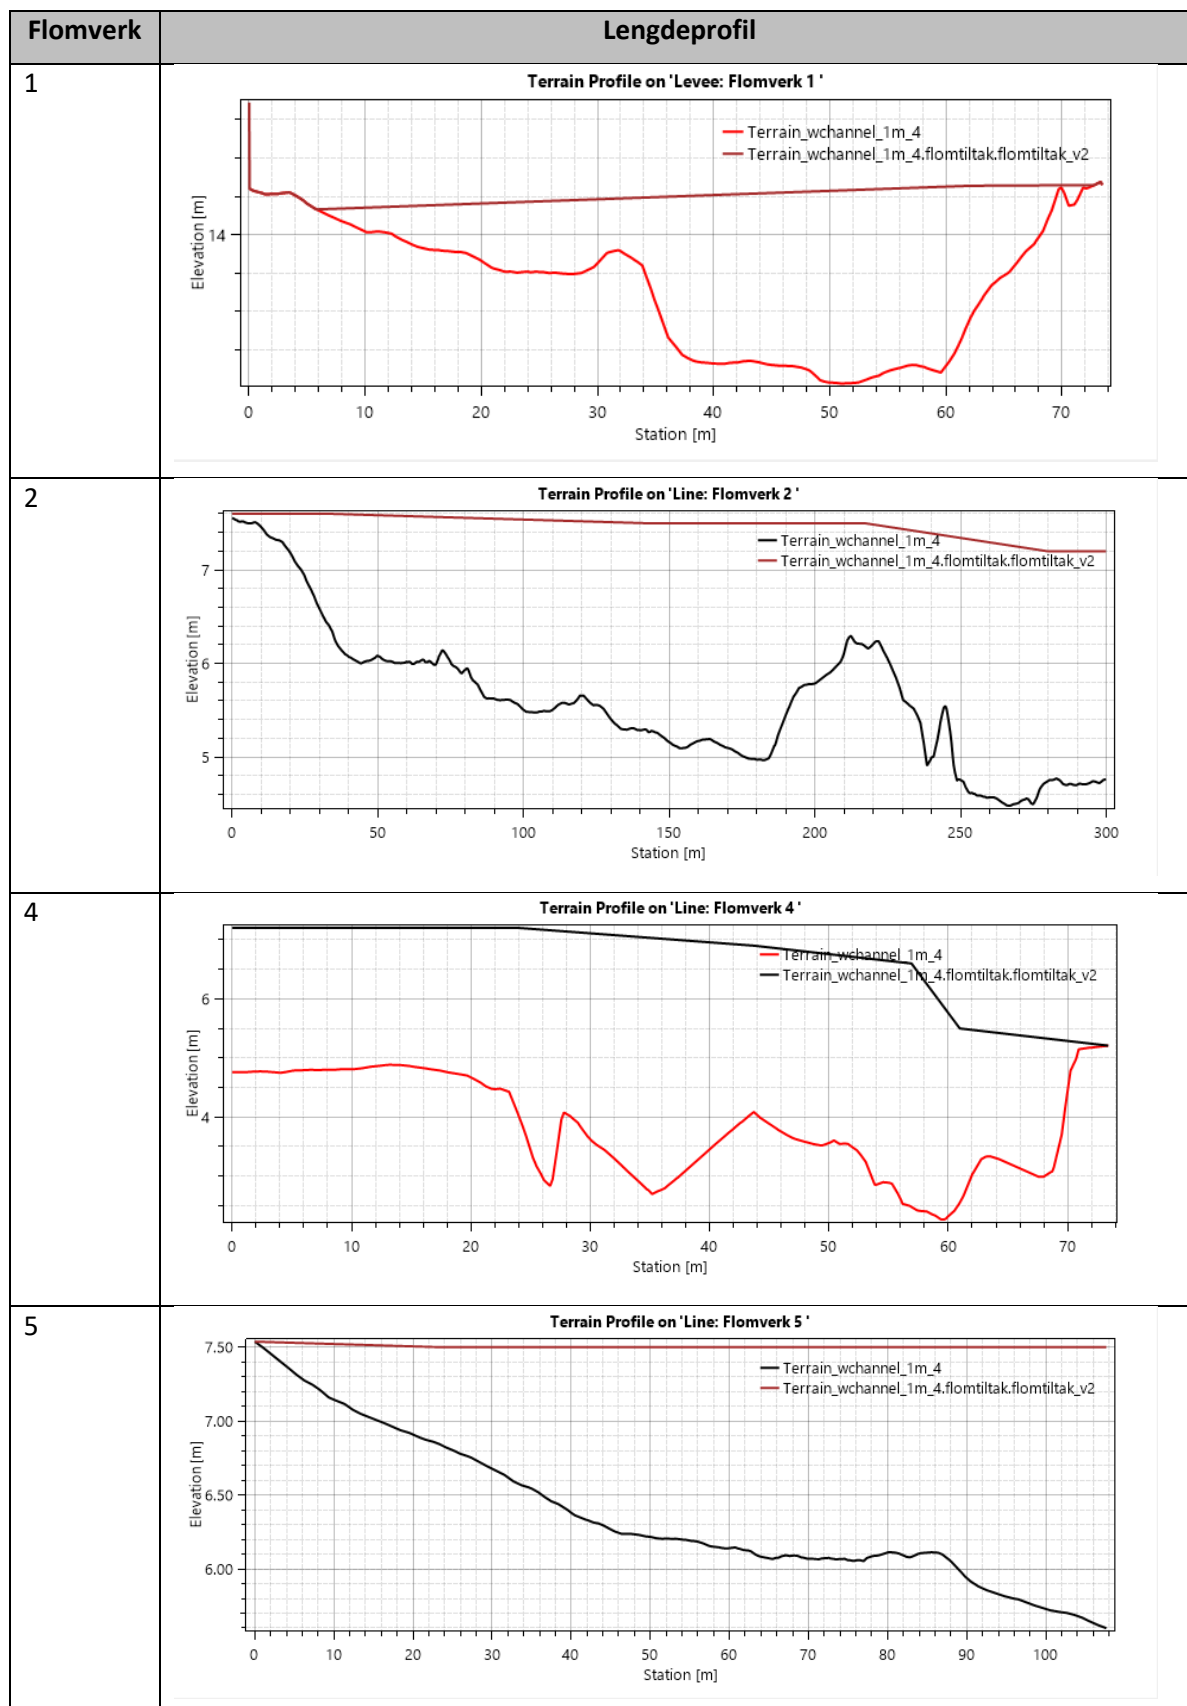 Flomverk Lengdeprofil
1
Terrain Profile on 'Levee: Flomverk 1 '
Terrain_wchannel_1m_4
Terrain_wchannel_1m_4.flomtiltak.flomtiltak_v2
Elevation [m]
14
0 10 20 30 40 50 60 70
Station [m]
2
Terrain Profile on 'Line: Flomverk 2 '
Terrain_wchannel_1m_4
Terrain_wchannel_1m_4.flomtiltak.flomtiltak_v2
Elevation [m]
7
6
5
0 50 100 150 200 250 300
Station [m]
4
Terrain Profile on 'Line: Flomverk 4 '
Terrain_wchannel_1m_4
Terrain_wchannel_1m_4.flomtiltak.flomtiltak_v2
Elevation [m]
6
4
0 10 20 30 40 50 60 70
Station [m]
5
Terrain Profile on 'Line: Flomverk 5 '
Terrain_wchannel_1m_4
Terrain_wchannel_1m_4.flomtiltak.flomtiltak_v2
Elevation [m]
7.50
7.00
6.50
6.00
0 10 20 30 40 50 60 70 80 90 100
Station [m]